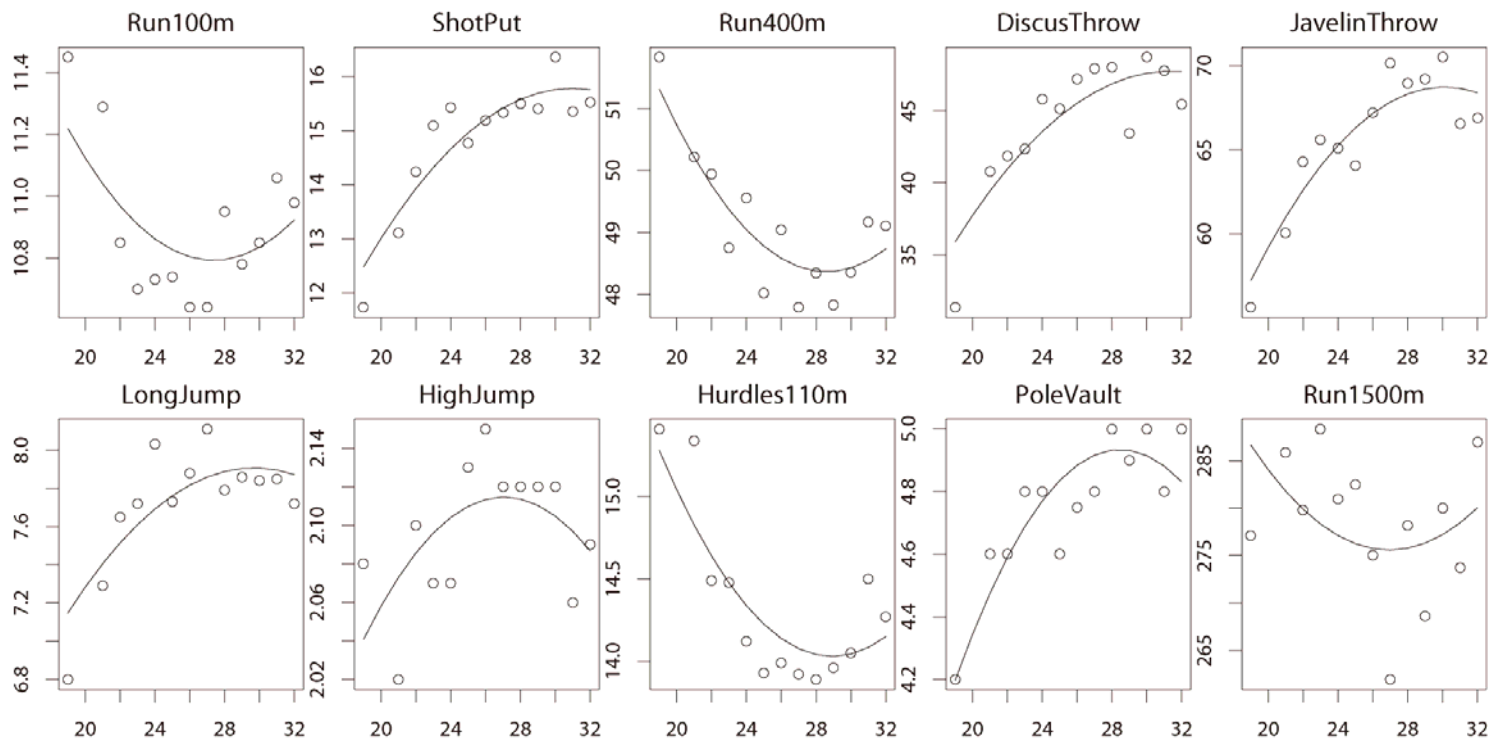 Run100m ShotPut Run400m DiscusThrow JavelinThrow
10.8 11.0 11.2 11.4
12 13 14 15 16
48 49 50 51
35 40 45
60 65 70
20 24 28 32 20 24 28 32 20 24 28 32 20 24 28 32 20 24 28 32
LongJump HighJump Hurdles110m PoleVault Run1500m
6.8 7.2 7.6 8.0
2.02 2.06 2.10 2.14
14.0 14.5 15.0
4.2 4.4 4.6 4.8 5.0
265 275 285
20 24 28 32 20 24 28 32 20 24 28 32 20 24 28 32 20 24 28 32